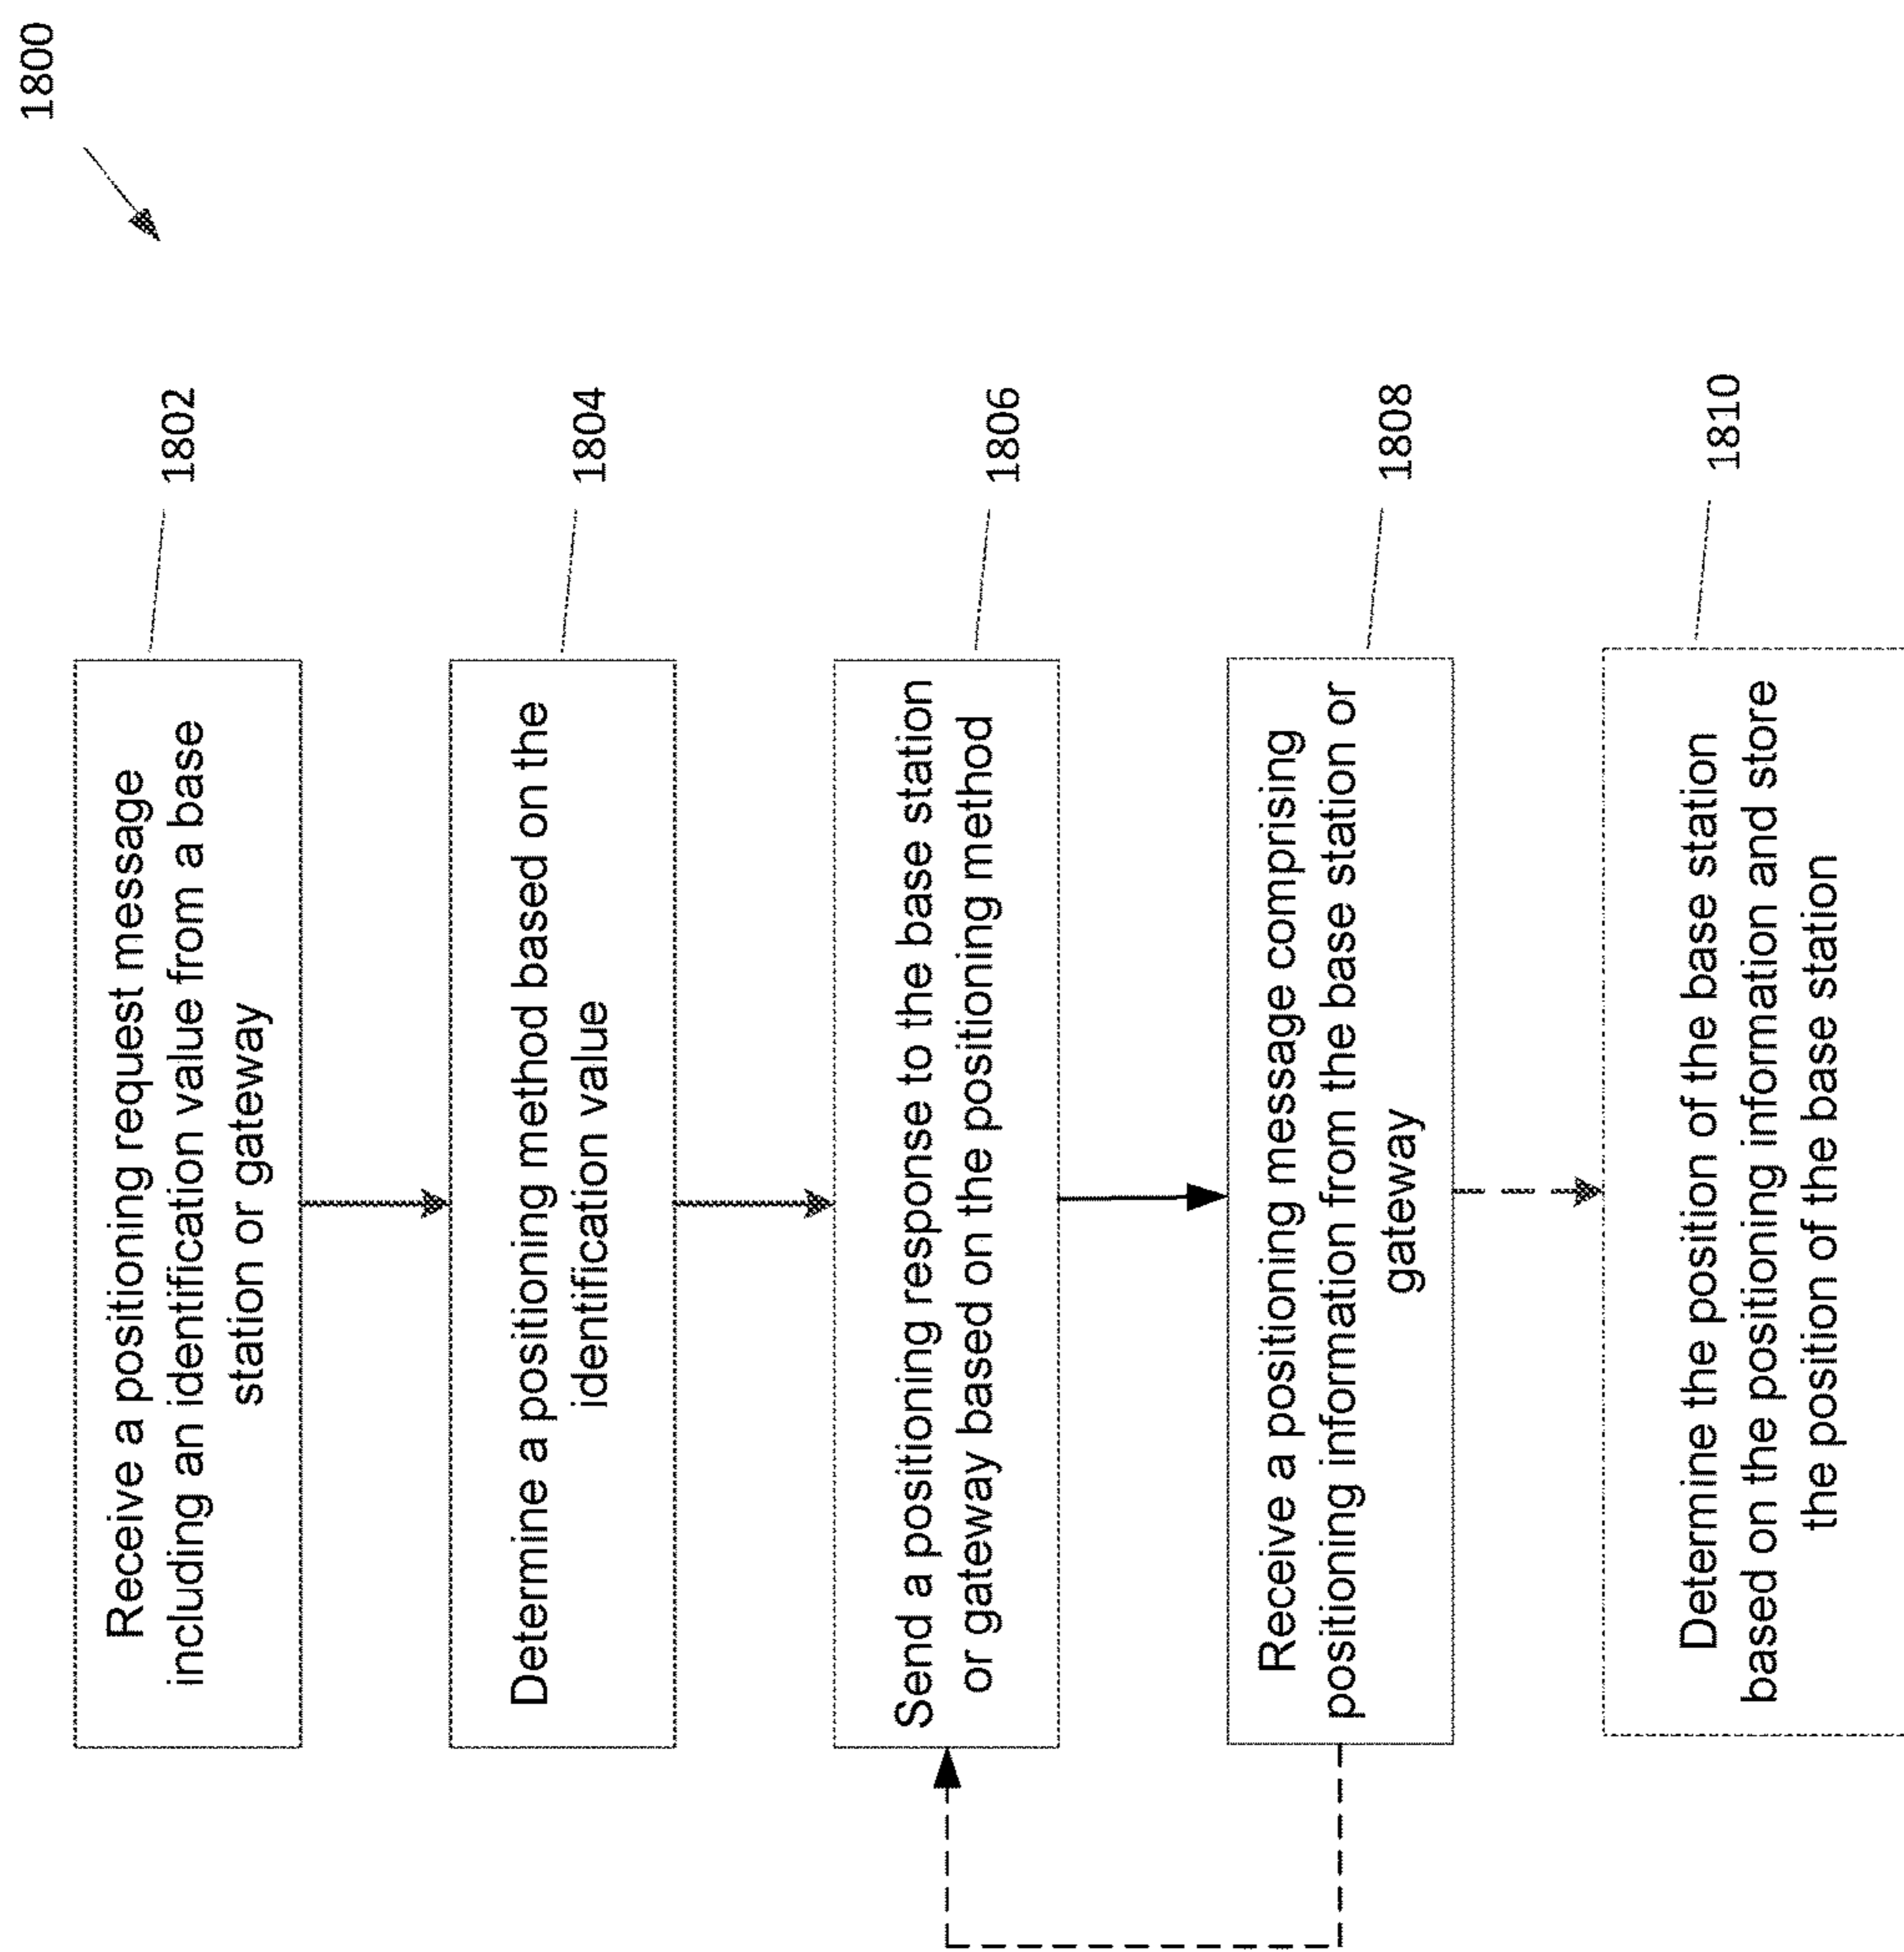 1800
Receive a positioning request message
including an identification value from a base
station or gateway
1802
Determine a positioning method based on the
identification value
1804
Send a positioning response to the base station
or gateway based on the positioning method
1806
Receive a positioning message comprising
positioning information from the base station or
gateway
1808
Determine the position of the base station
based on the positioning information and store
the position of the base station
1810